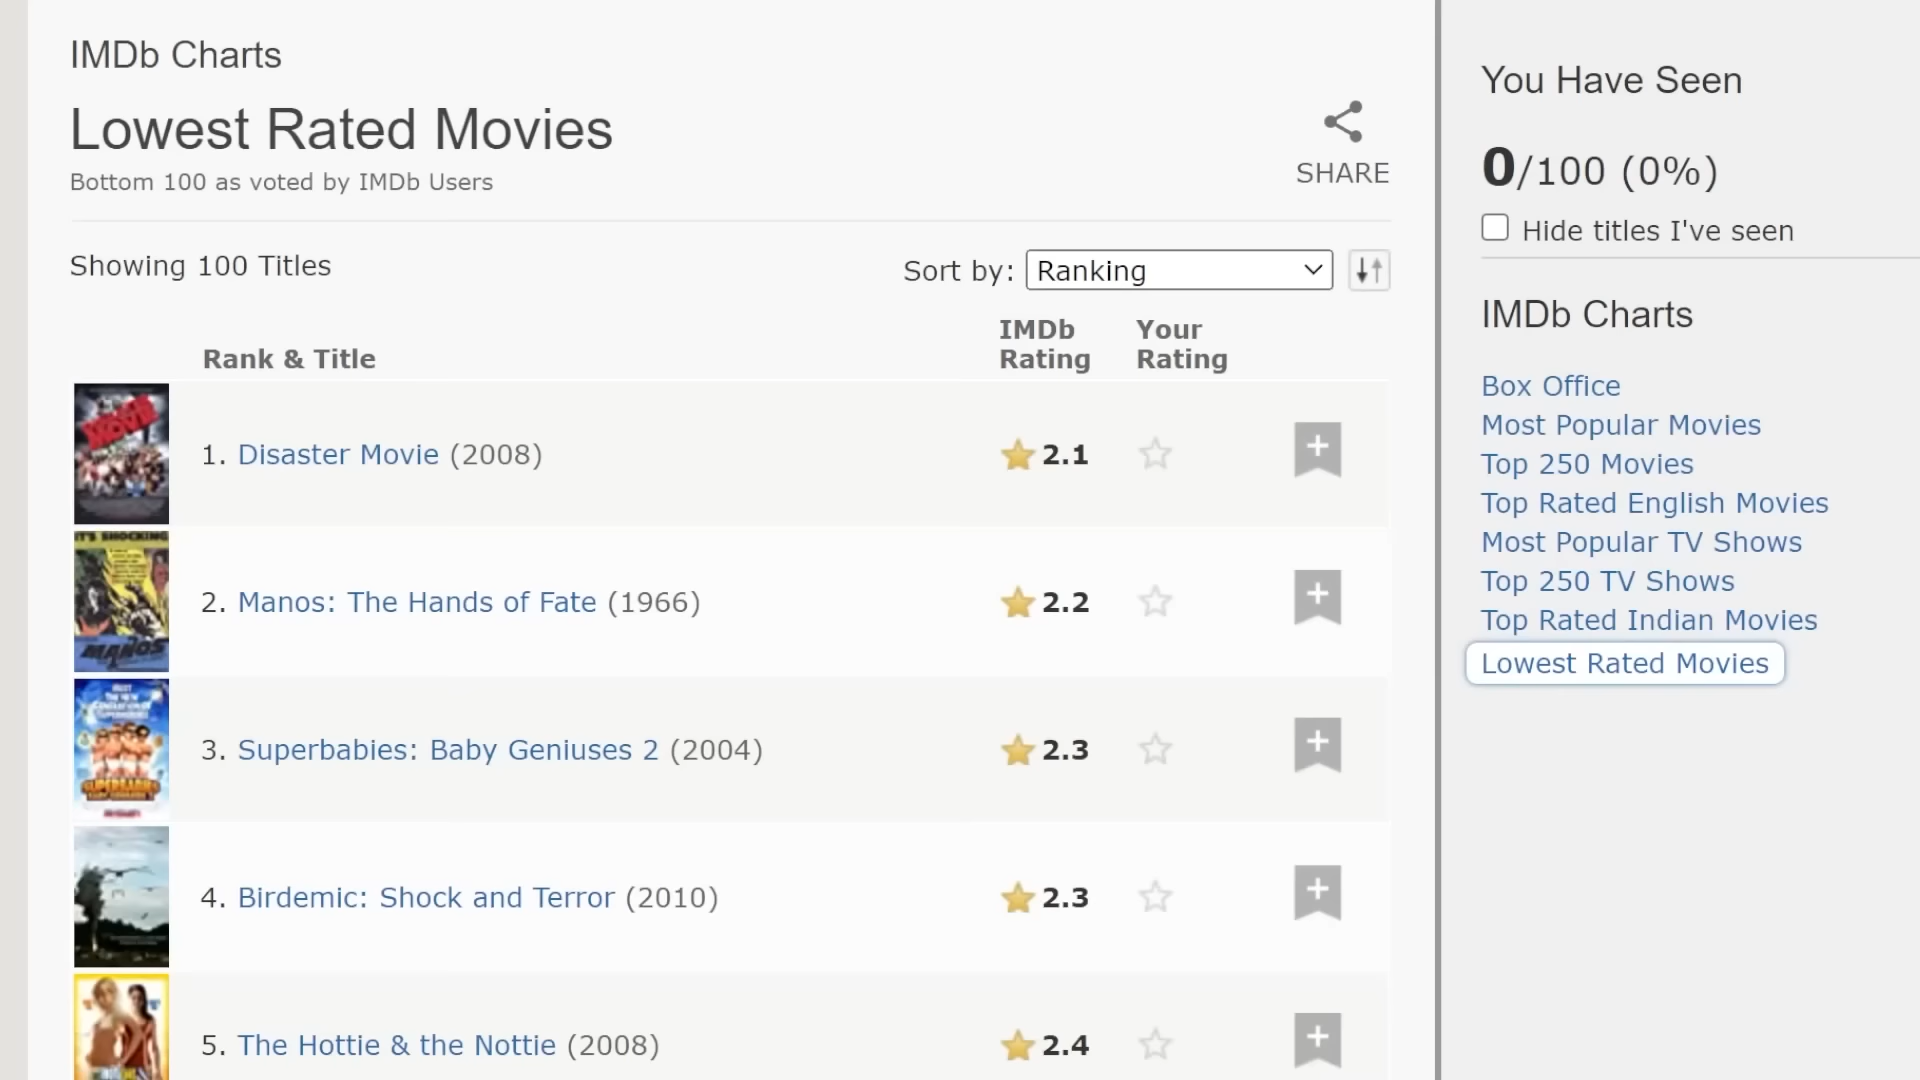 IMDb Charts
Lowest Rated Movies
Bottom 100 as voted by IMDb Users
SHARE
Showing 100 Titles
Sort by: Ranking
Rank & Title
IMDb Rating
Your Rating
1. Disaster Movie (2008)
2.1
2. Manos: The Hands of Fate (1966)
2.2
3. Superbabies: Baby Geniuses 2 (2004)
2.3
4. Birdemic: Shock and Terror (2010)
2.3
5. The Hottie & the Nottie (2008)
2.4
MOVIE
IT'S SHOCKING
MANOS
You Have Seen
0/100 (0%)
Hide titles I've seen
IMDb Charts
Box Office
Most Popular Movies
Top 250 Movies
Top Rated English Movies
Most Popular TV Shows
Top 250 TV Shows
Top Rated Indian Movies
Lowest Rated Movies